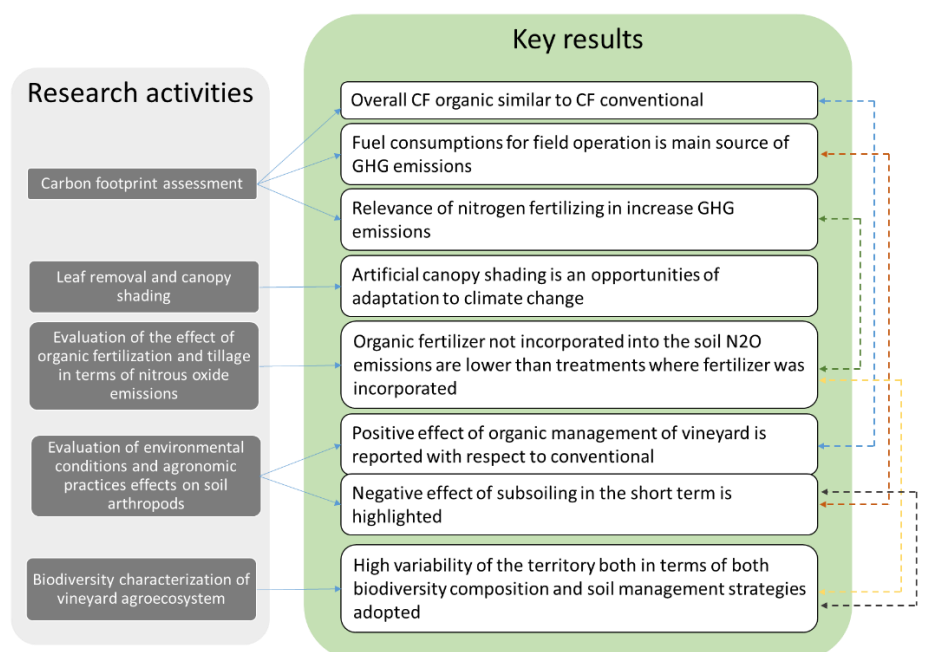 Research activities
Carbon footprint assessment
Leaf removal and canopy
shading
Evaluation of the effect of
organic fertilization and tillage
in terms of nitrous oxide
emissions
Evaluation of environmental
conditions and agronomic
practices effects on soil
arthropods
Biodiversity characterization of
vineyard agroecosystem
Key results
Overall CF organic similar to CF conventional
Fuel consumptions for field operation is main source of
GHG emissions
Relevance of nitrogen fertilizing in increase GHG
emissions
Artificial canopy shading is an opportunities of
adaptation to climate change
Organic fertilizer not incorporated into the soil N2O
emissions are lower than treatments where fertilizer was
incorporated
Positive effect of organic management of vineyard is
reported with respect to conventional
Negative effect of subsoiling in the short term is
highlighted
High variability of the territory both in terms of both
biodiversity composition and soil management strategies
adopted